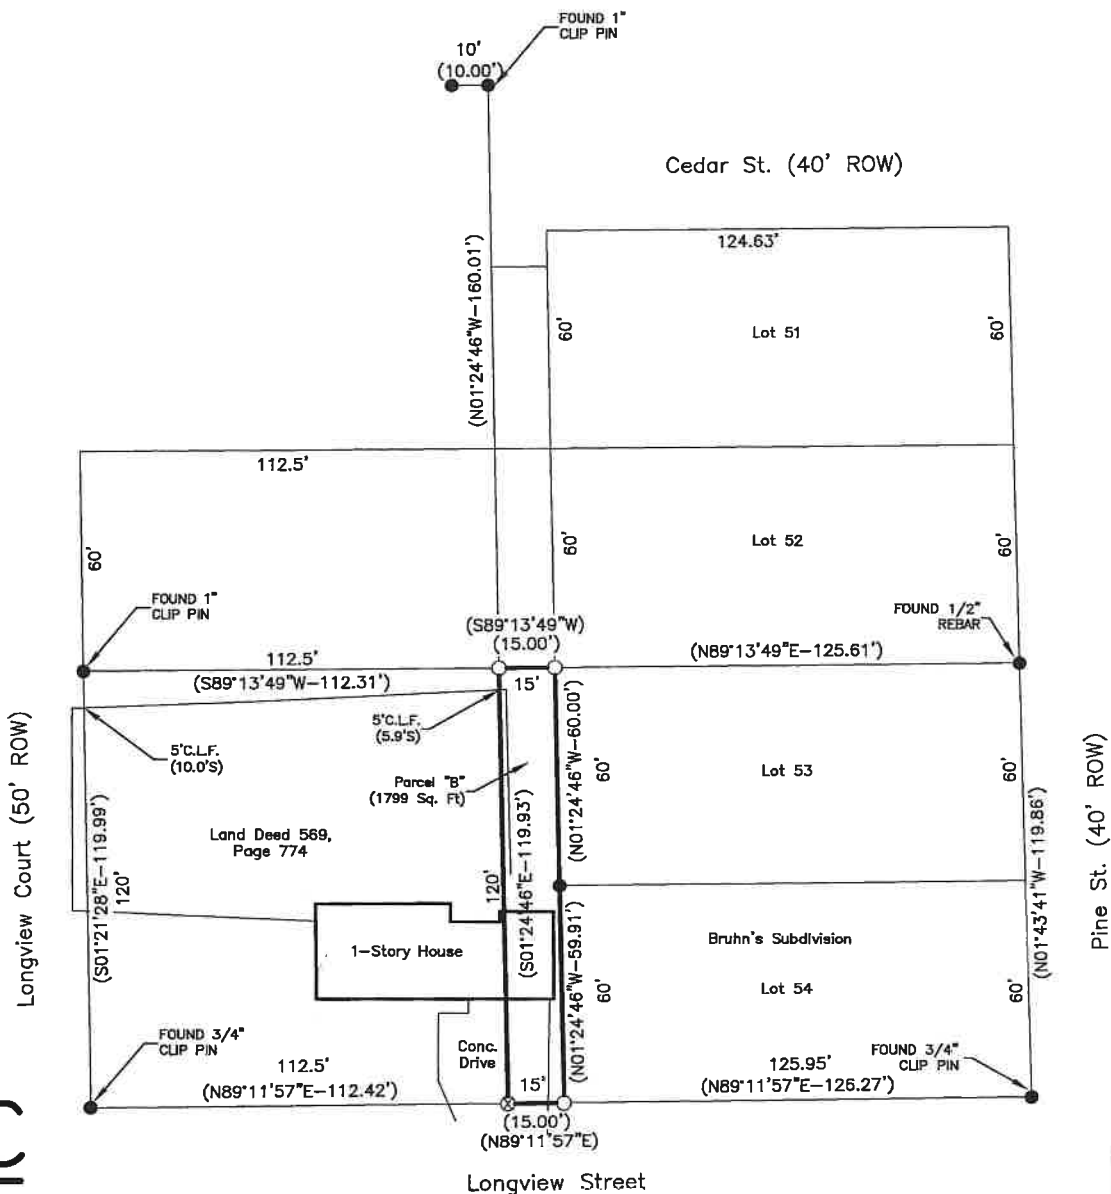 FOUND 1"
CLIP PIN
10'
(10.00')
Cedar St. (40' ROW)
124.63'
(N01°24'46"W-160.01')
60'
Lot 51
60'
112.5'
60'
60'
Lot 52
60'
FOUND 1"
CLIP PIN
FOUND 1/2"
REBAR
(S89°13'49"W)
(15.00')
112.5'
(S89°13'49"W-112.31')
15'
(N89°13'49"E-125.61')
5'C.L.F.
(10.0'S)
5'C.L.F.
(5.9'S)
Parcel "B"
(1799 Sq. Ft)
(N01°24'46"W-60.00')
60'
Lot 53
60'
Longview Court (50' ROW)
(S01°21'28"E-119.99')
120'
Land Deed 569,
Page 774
120'
(S01°24'46"E-119.93')
(N01°43'41"W-119.86')
Pine St. (40' ROW)
1-Story House
(N01°24'46"W-59.91')
60'
Bruhn's Subdivision
Lot 54
60'
FOUND 3/4"
CLIP PIN
Conc.
Drive
FOUND 3/4"
CLIP PIN
112.5'
(N89°11'57"E-112.42')
15'
125.95'
(N89°11'57"E-126.27')
(15.00')
(N89°11'57"E)
Longview Street